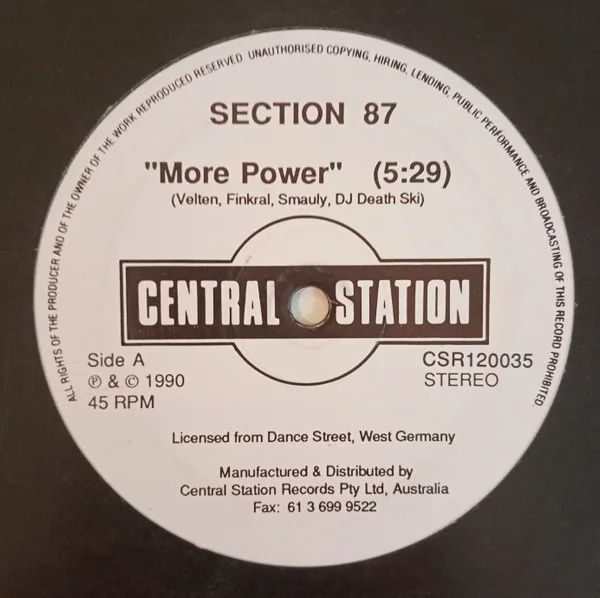 ALL RIGHTS OF THE PRODUCER AND OF THE OWNER OF THE WORK REPRODUCED RESERVED UNAUTHORISED COPYING, HIRING, LENDING, PUBLIC PERFORMANCE AND BROADCASTING OF THIS RECORD PROHIBITED
SECTION 87
"More Power" (5:29)
(Velten, Finkral, Smauly, DJ Death Ski)
CENTRAL STATION
Side A
℗ & © 1990
45 RPM
CSR120035
STEREO
Licensed from Dance Street, West Germany
Manufactured & Distributed by
Central Station Records Pty Ltd, Australia
Fax: 61 3 699 9522